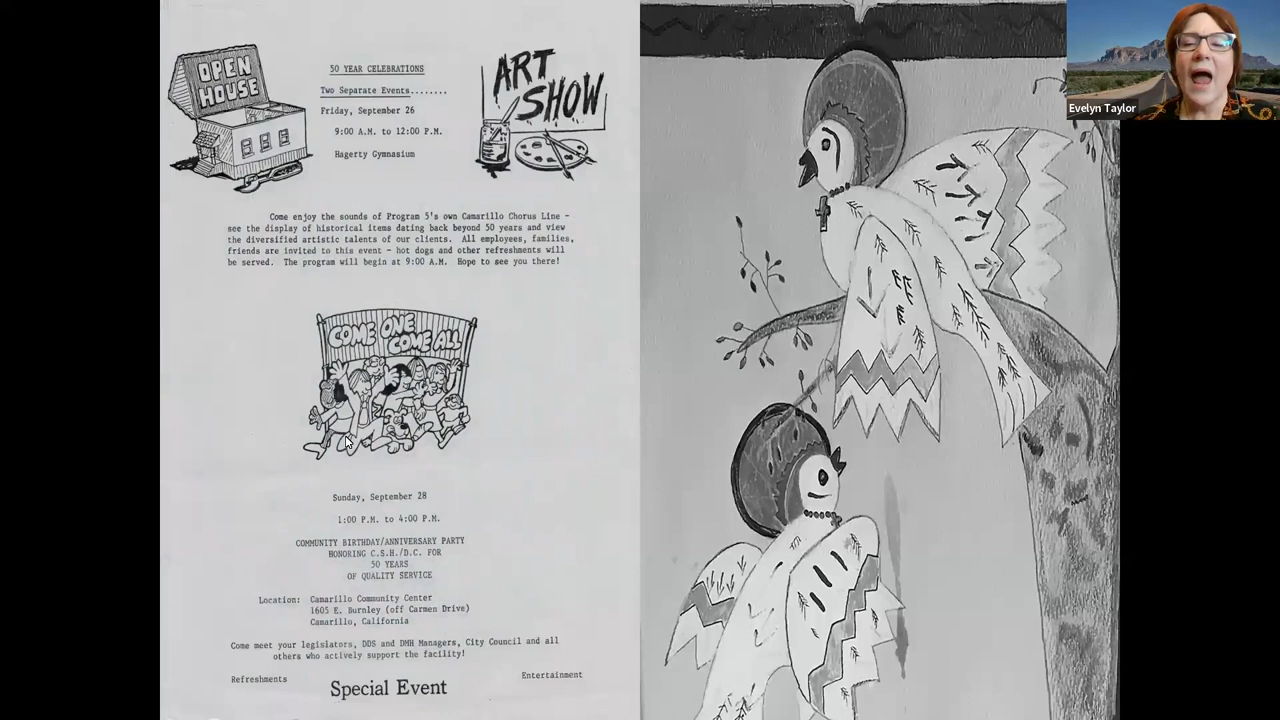 OPEN
HOUSE
50 YEAR CELEBRATIONS
Two Separate Events........
Friday, September 26
9:00 A.M. to 12:00 P.M.
Hagerty Gymnasium
ART
SHOW
Come enjoy the sounds of Program 5's own Camarillo Chorus Line -
see the display of historical items dating back beyond 50 years and view
the diversified artistic talents of our clients. All employees, families,
friends are invited to this event - hot dogs and other refreshments will
be served. The program will begin at 9:00 A.M. Hope to see you there!
COME ONE
COME ALL
Sunday, September 28
1:00 P.M. to 4:00 P.M.
COMMUNITY BIRTHDAY/ANNIVERSARY PARTY
HONORING C.S.H./D.C. FOR
50 YEARS
OF QUALITY SERVICE
Location: Camarillo Community Center
1605 E. Burnley (off Carmen Drive)
Camarillo, California
Come meet your legislators, DDS and DMH Managers, City Council and all
others who actively support the facility!
Refreshments
Special Event
Entertainment
Evelyn Taylor